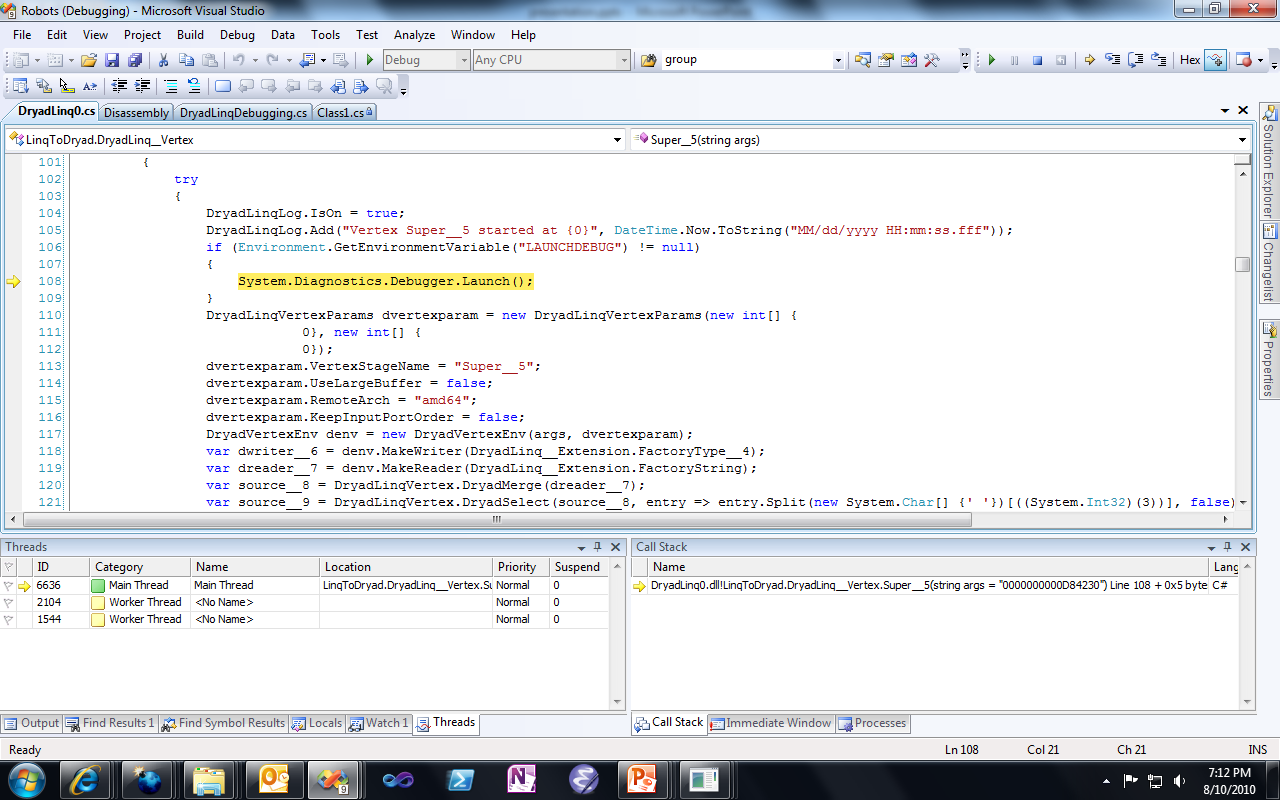 Robots (Debugging) - Microsoft Visual Studio
File Edit View Project Build Debug Data Tools Test Analyze Window Help
Debug Any CPU group Hex
DryadLinq0.cs Disassembly DryadLinqDebugging.cs Class1.cs
LinqToDryad.DryadLinq__Vertex Super__5(string args)
101 {
102 try
103 {
104 DryadLinqLog.IsOn = true;
105 DryadLinqLog.Add("Vertex Super__5 started at {0}", DateTime.Now.ToString("MM/dd/yyyy HH:mm:ss.fff"));
106 if (Environment.GetEnvironmentVariable("LAUNCHDEBUG") != null)
107 {
108 System.Diagnostics.Debugger.Launch();
109 }
110 DryadLinqVertexParams dvertexparam = new DryadLinqVertexParams(new int[] {
111 0}, new int[] {
112 0});
113 dvertexparam.VertexStageName = "Super__5";
114 dvertexparam.UseLargeBuffer = false;
115 dvertexparam.RemoteArch = "amd64";
116 dvertexparam.KeepInputPortOrder = false;
117 DryadVertexEnv denv = new DryadVertexEnv(args, dvertexparam);
118 var dwriter__6 = denv.MakeWriter(DryadLinq__Extension.FactoryType__4);
119 var dreader__7 = denv.MakeReader(DryadLinq__Extension.FactoryString);
120 var source__8 = DryadLinqVertex.DryadMerge(dreader__7);
121 var source__9 = DryadLinqVertex.DryadSelect(source__8, entry => entry.Split(new System.Char[] {' '})[((System.Int32)(3))], false)
Solution Explorer
Changelist
Properties
Threads
ID Category Name Location Priority Suspend
6636 Main Thread Main Thread LinqToDryad.DryadLinq__Vertex.Su Normal 0
2104 Worker Thread <No Name> Normal 0
1544 Worker Thread <No Name> Normal 0
Call Stack
Name Lang
DryadLinq0.dll!LinqToDryad.DryadLinq__Vertex.Super__5(string args = "0000000000D84230") Line 108 + 0x5 byte C#
Output Find Results 1 Find Symbol Results Locals Watch 1 Threads
Call Stack Immediate Window Processes
Ready Ln 108 Col 21 Ch 21 INS
7:12 PM
8/10/2010